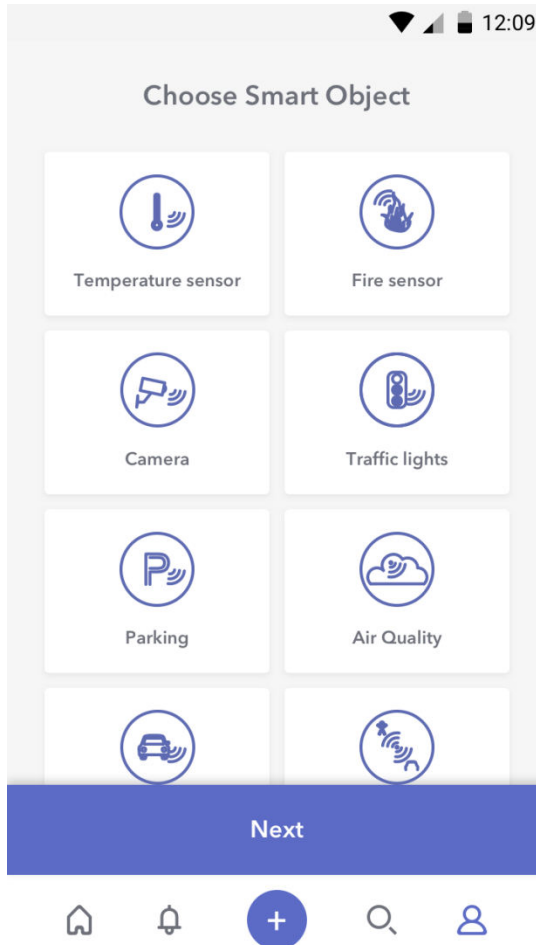 12:09
Choose Smart Object
Temperature sensor
Fire sensor
Camera
Traffic lights
P
Parking
Air Quality
Next